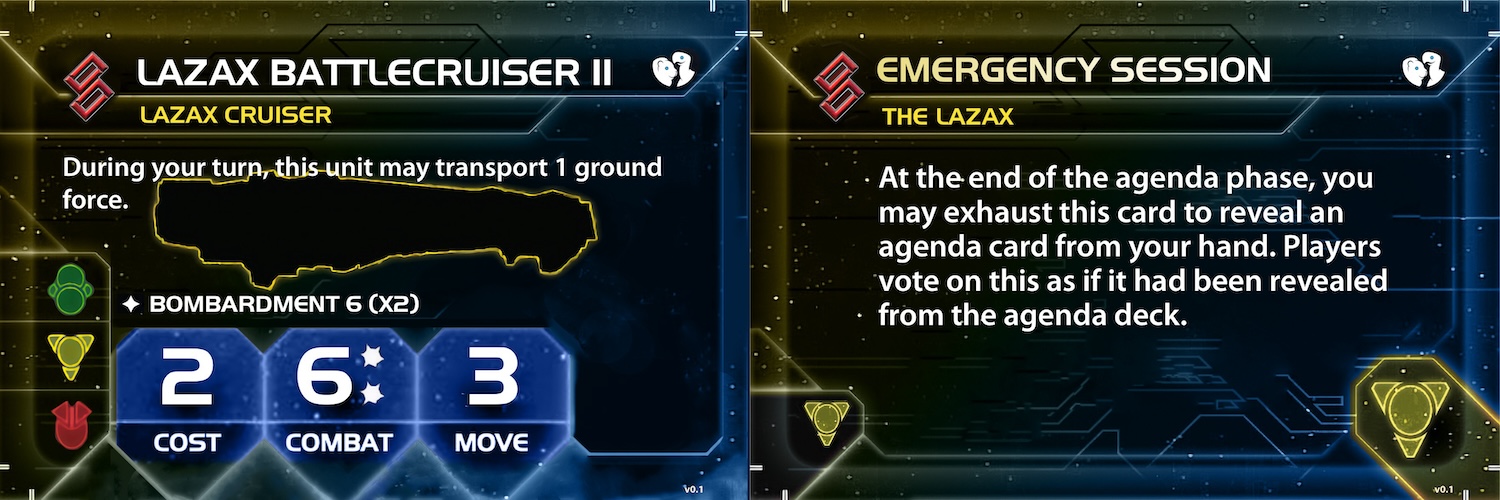 LAZAX BATTLECRUISER II
LAZAX CRUISER
During your turn, this unit may transport 1 ground
force.
BOMBARDMENT 6 (X2)
2
6
3
COST
COMBAT
MOVE
v0.1
EMERGENCY SESSION
THE LAZAX
At the end of the agenda phase, you
may exhaust this card to reveal an
agenda card from your hand. Players
vote on this as if it had been revealed
from the agenda deck.
v0.1